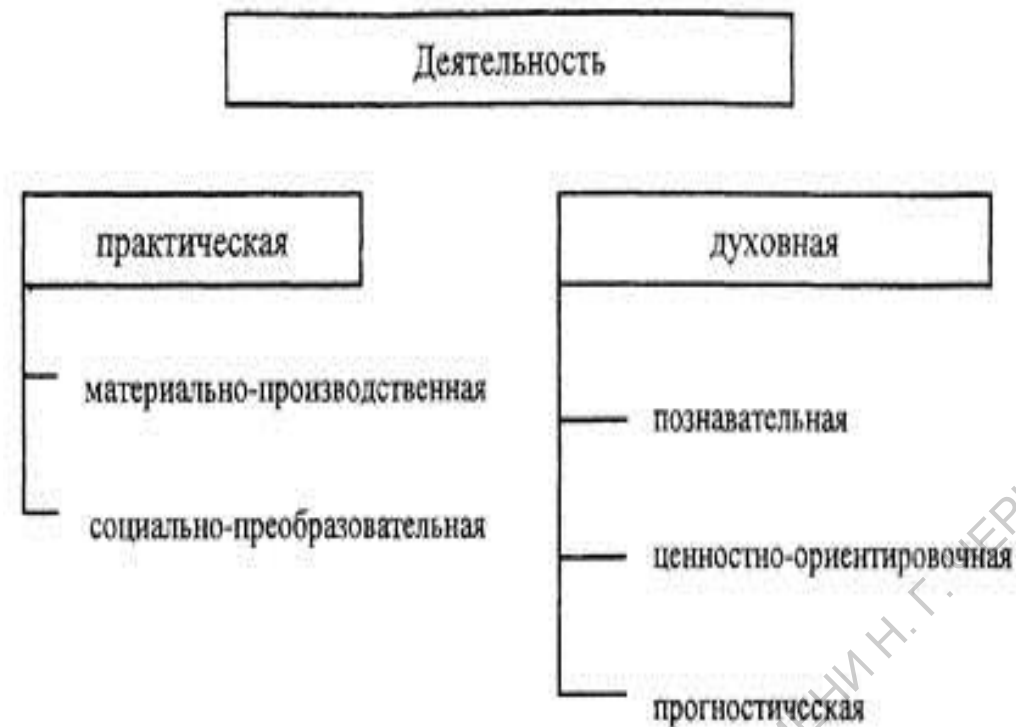 Деятельность
практическая
духовная
материально-производственная
познавательная
социально-преобразовательная
ценностно-ориентировочная
прогностическая